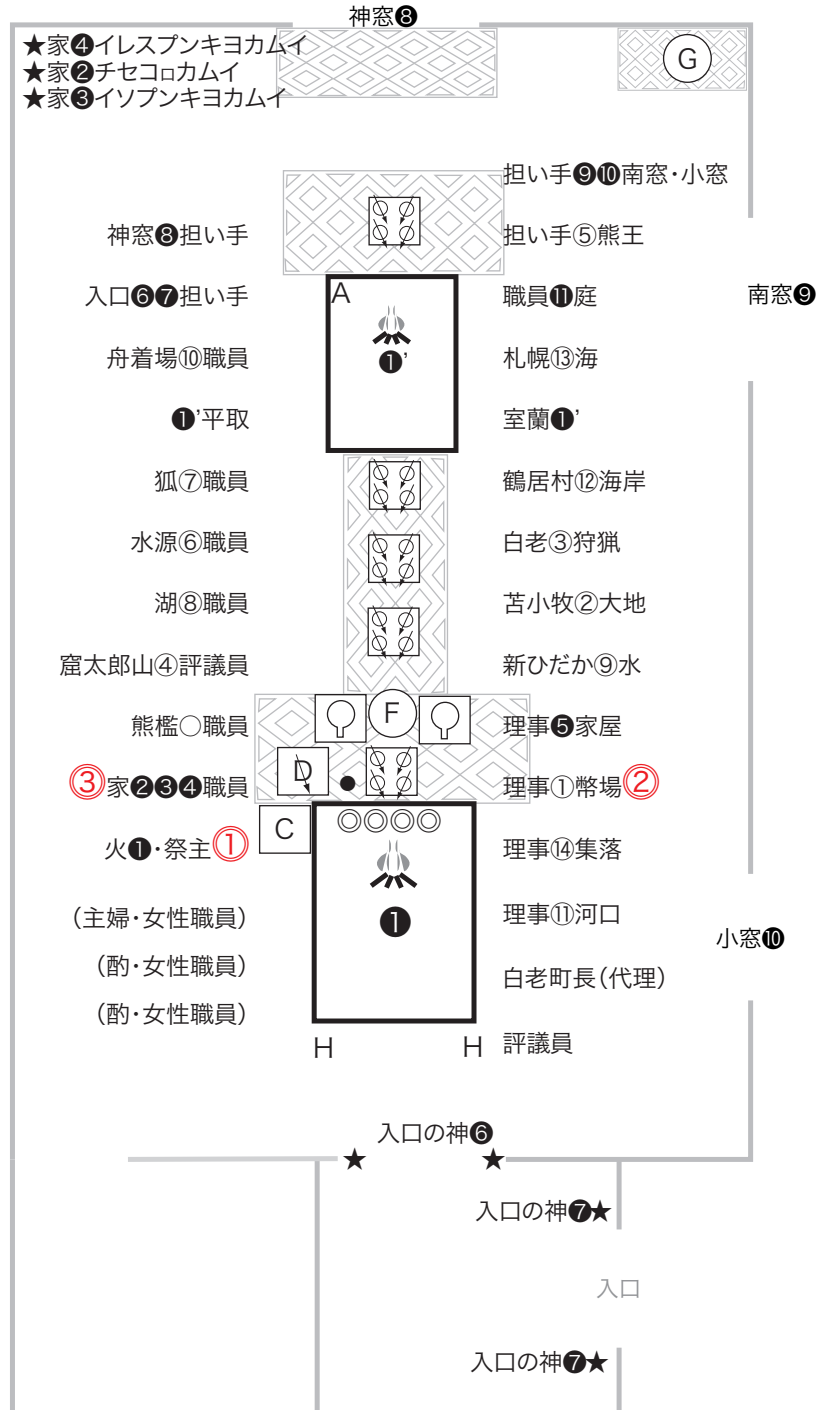 神窓❽
★家❹イレスプンキヨカムイ
★家❷チセコㇿカムイ
★家❸イソプンキヨカムイ
G
担い手❾❿南窓・小窓
神窓❽担い手
担い手⑤熊王
入口❻❼担い手
A
職員⓫庭
南窓❾
舟着場⑩職員
❶’
札幌⑬海
❶’平取
室蘭❶’
狐⑦職員
鶴居村⑫海岸
水源⑥職員
白老③狩猟
湖⑧職員
苫小牧②大地
窟太郎山④評議員
新ひだか⑨水
熊檻○職員
F
理事❺家屋
③家❷❸❹職員
D
理事①幣場②
火❶・祭主①
C
理事⑭集落
(主婦・女性職員)
❶
理事⑪河口
小窓❿
(酌・女性職員)
白老町長(代理)
(酌・女性職員)
H
H
評議員
入口の神❻
★
★
入口の神❼★
入口
入口の神❼★